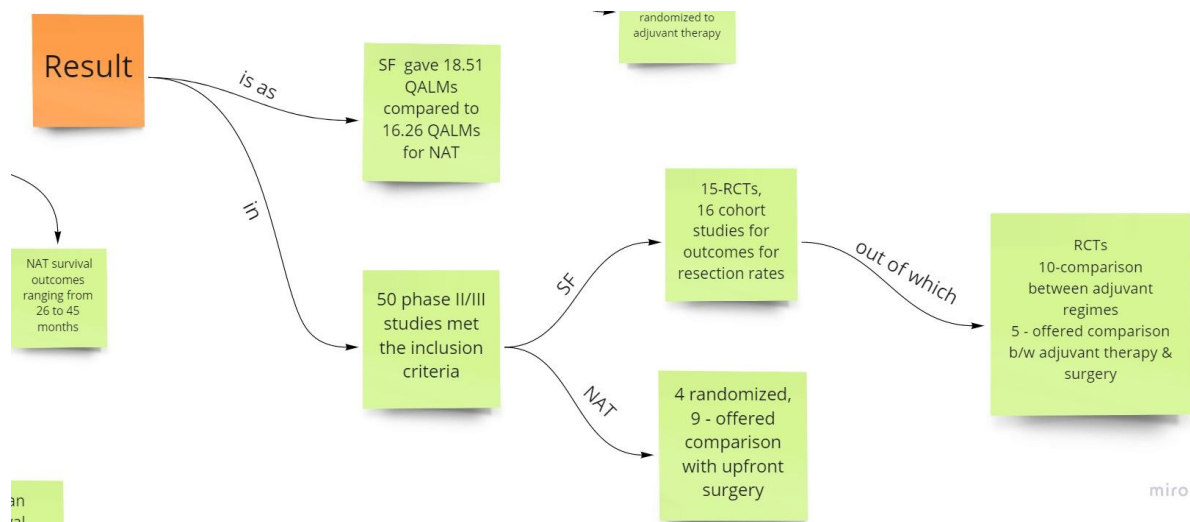 randomized to
adjuvant therapy
Result
is as
SF gave 18.51
QALMs
compared to
16.26 QALMs
for NAT
in
NAT survival
outcomes
ranging from
26 to 45
months
50 phase II/III
studies met
the inclusion
criteria
SF
15-RCTs,
16 cohort
studies for
outcomes for
resection rates
out of which
RCTs
10-comparison
between adjuvant
regimes
5 - offered comparison
b/w adjuvant therapy &
surgery
NAT
4 randomized,
9 - offered
comparison
with upfront
surgery
miro